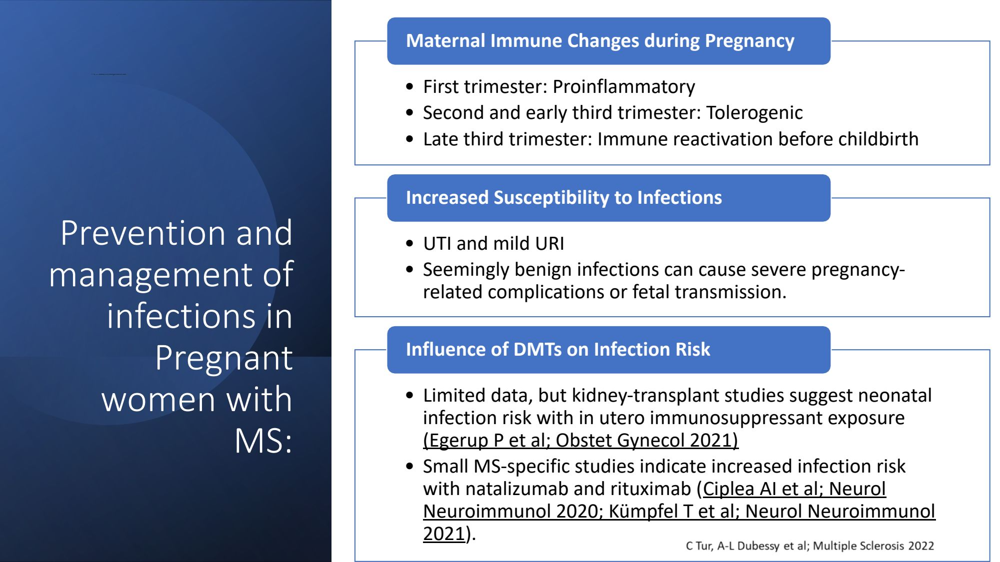 Prevention and
management of
infections in
Pregnant
women with
MS:
Maternal Immune Changes during Pregnancy
• First trimester: Proinflammatory
• Second and early third trimester: Tolerogenic
• Late third trimester: Immune reactivation before childbirth
Increased Susceptibility to Infections
• UTI and mild URI
• Seemingly benign infections can cause severe pregnancy-
related complications or fetal transmission.
Influence of DMTs on Infection Risk
• Limited data, but kidney-transplant studies suggest neonatal
infection risk with in utero immunosuppressant exposure
(Egerup P et al; Obstet Gynecol 2021)
• Small MS-specific studies indicate increased infection risk
with natalizumab and rituximab (Ciplea AI et al; Neurol
Neuroimmunol 2020; Kümpfel T et al; Neurol Neuroimmunol
2021).
C Tur, A-L Dubessy et al; Multiple Sclerosis 2022